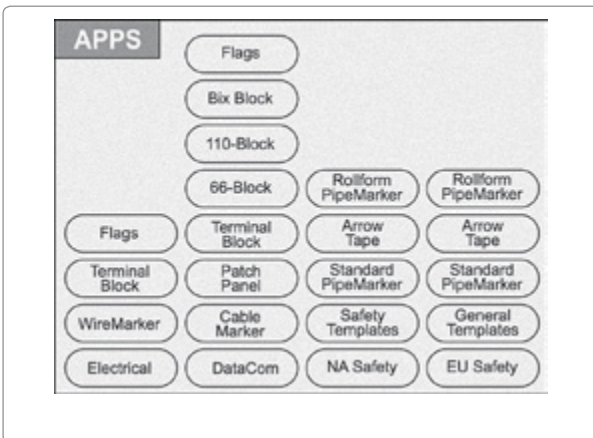 APPS
Flags
Bix Block
110-Block
66-Block
Rollform
PipeMarker
Rollform
PipeMarker
Flags
Terminal
Block
Arrow
Tape
Arrow
Tape
Terminal
Block
Patch
Panel
Standard
PipeMarker
Standard
PipeMarker
WireMarker
Cable
Marker
Safety
Templates
General
Templates
Electrical
DataCom
NA Safety
EU Safety